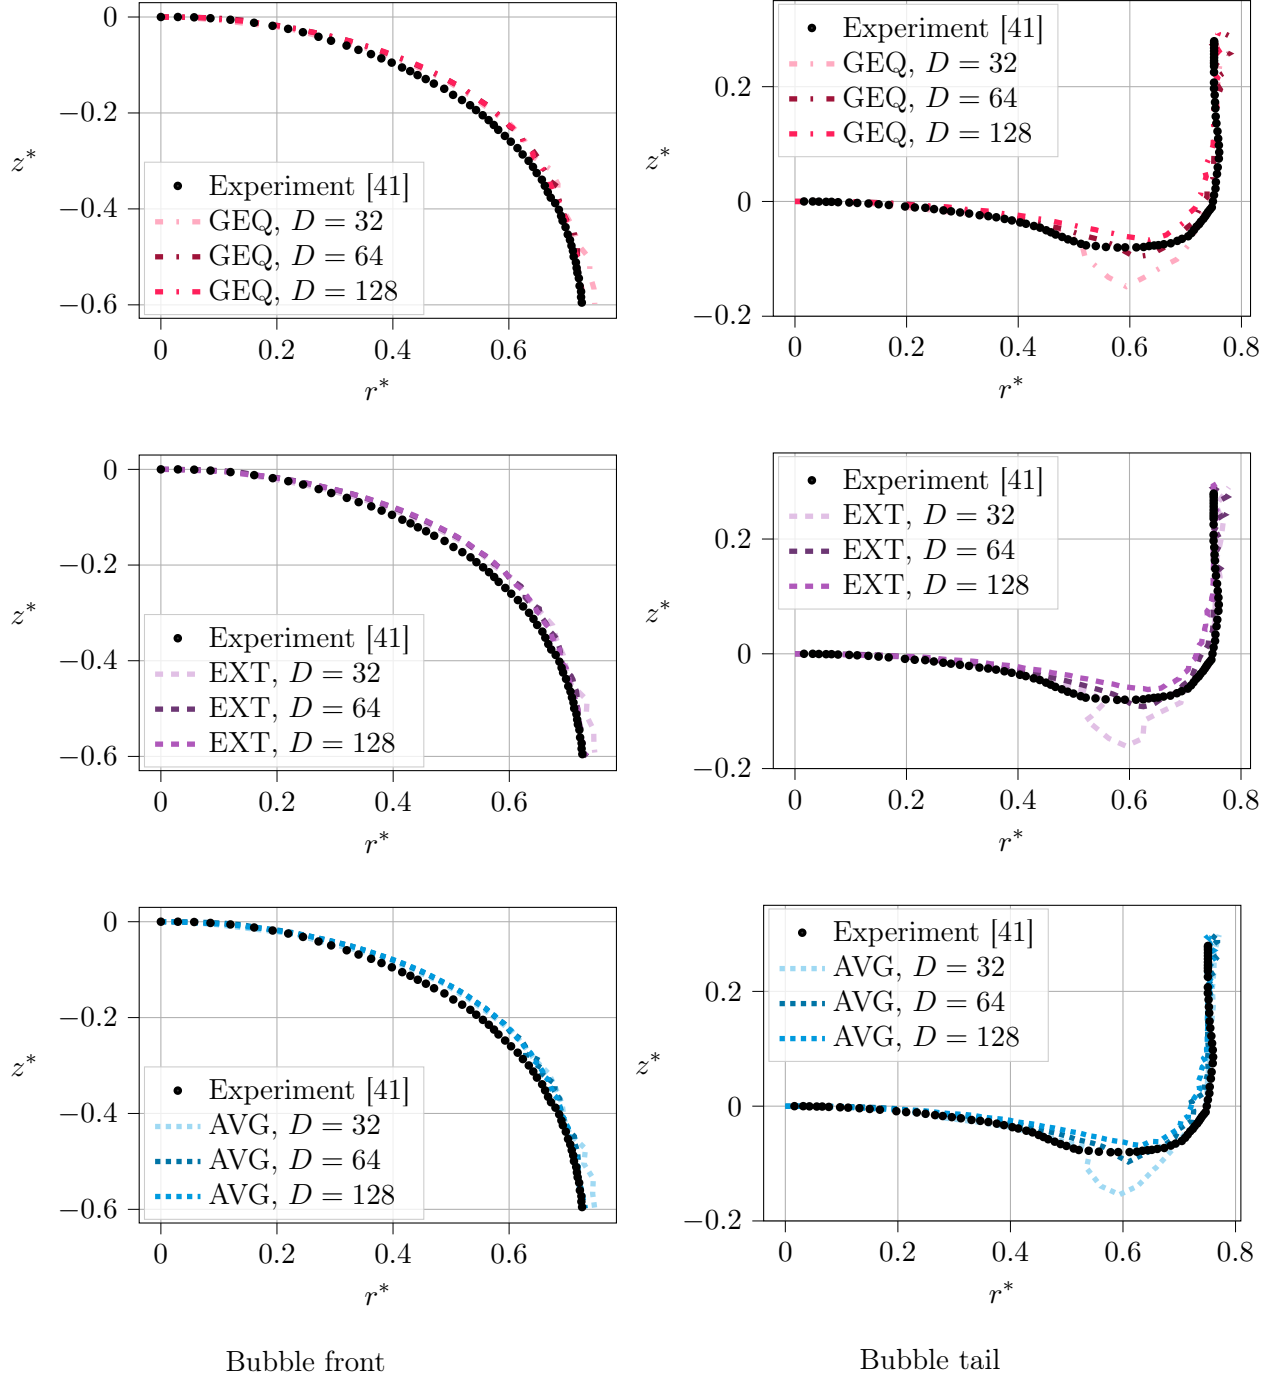 0
−0.2
−0.4
−0.6
z*
Experiment [41]
GEQ, D = 32
GEQ, D = 64
GEQ, D = 128
0 0.2 0.4 0.6
r*
Experiment [41]
GEQ, D = 32
GEQ, D = 64
GEQ, D = 128
0.2
0
−0.2
z*
0 0.2 0.4 0.6 0.8
r*
0
−0.2
−0.4
−0.6
z*
Experiment [41]
EXT, D = 32
EXT, D = 64
EXT, D = 128
0 0.2 0.4 0.6
r*
Experiment [41]
EXT, D = 32
EXT, D = 64
EXT, D = 128
0.2
0
−0.2
z*
0 0.2 0.4 0.6 0.8
r*
0
−0.2
−0.4
−0.6
z*
Experiment [41]
AVG, D = 32
AVG, D = 64
AVG, D = 128
0 0.2 0.4 0.6
r*
Experiment [41]
AVG, D = 32
AVG, D = 64
AVG, D = 128
0.2
0
−0.2
z*
0 0.2 0.4 0.6 0.8
r*
Bubble front
Bubble tail